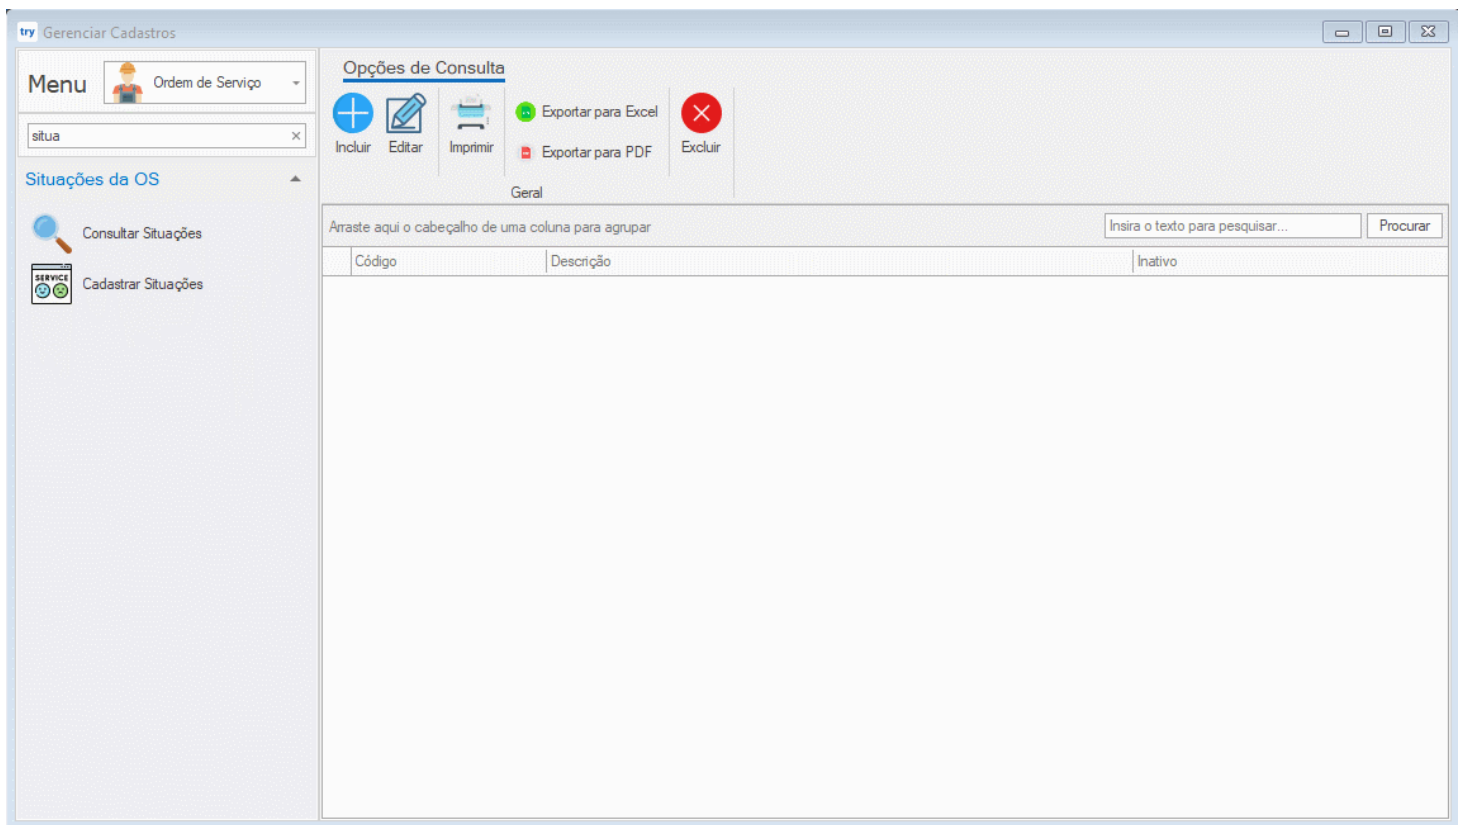 try Gerenciar Cadastros
Menu
Ordem de Serviço
situa
Situações da OS
Consultar Situações
SERVICE
Cadastrar Situações
Opções de Consulta
Incluir
Editar
Imprimir
Exportar para Excel
Exportar para PDF
Excluir
Geral
Arraste aqui o cabeçalho de uma coluna para agrupar
Insira o texto para pesquisar...
Procurar
Código Descrição Inativo